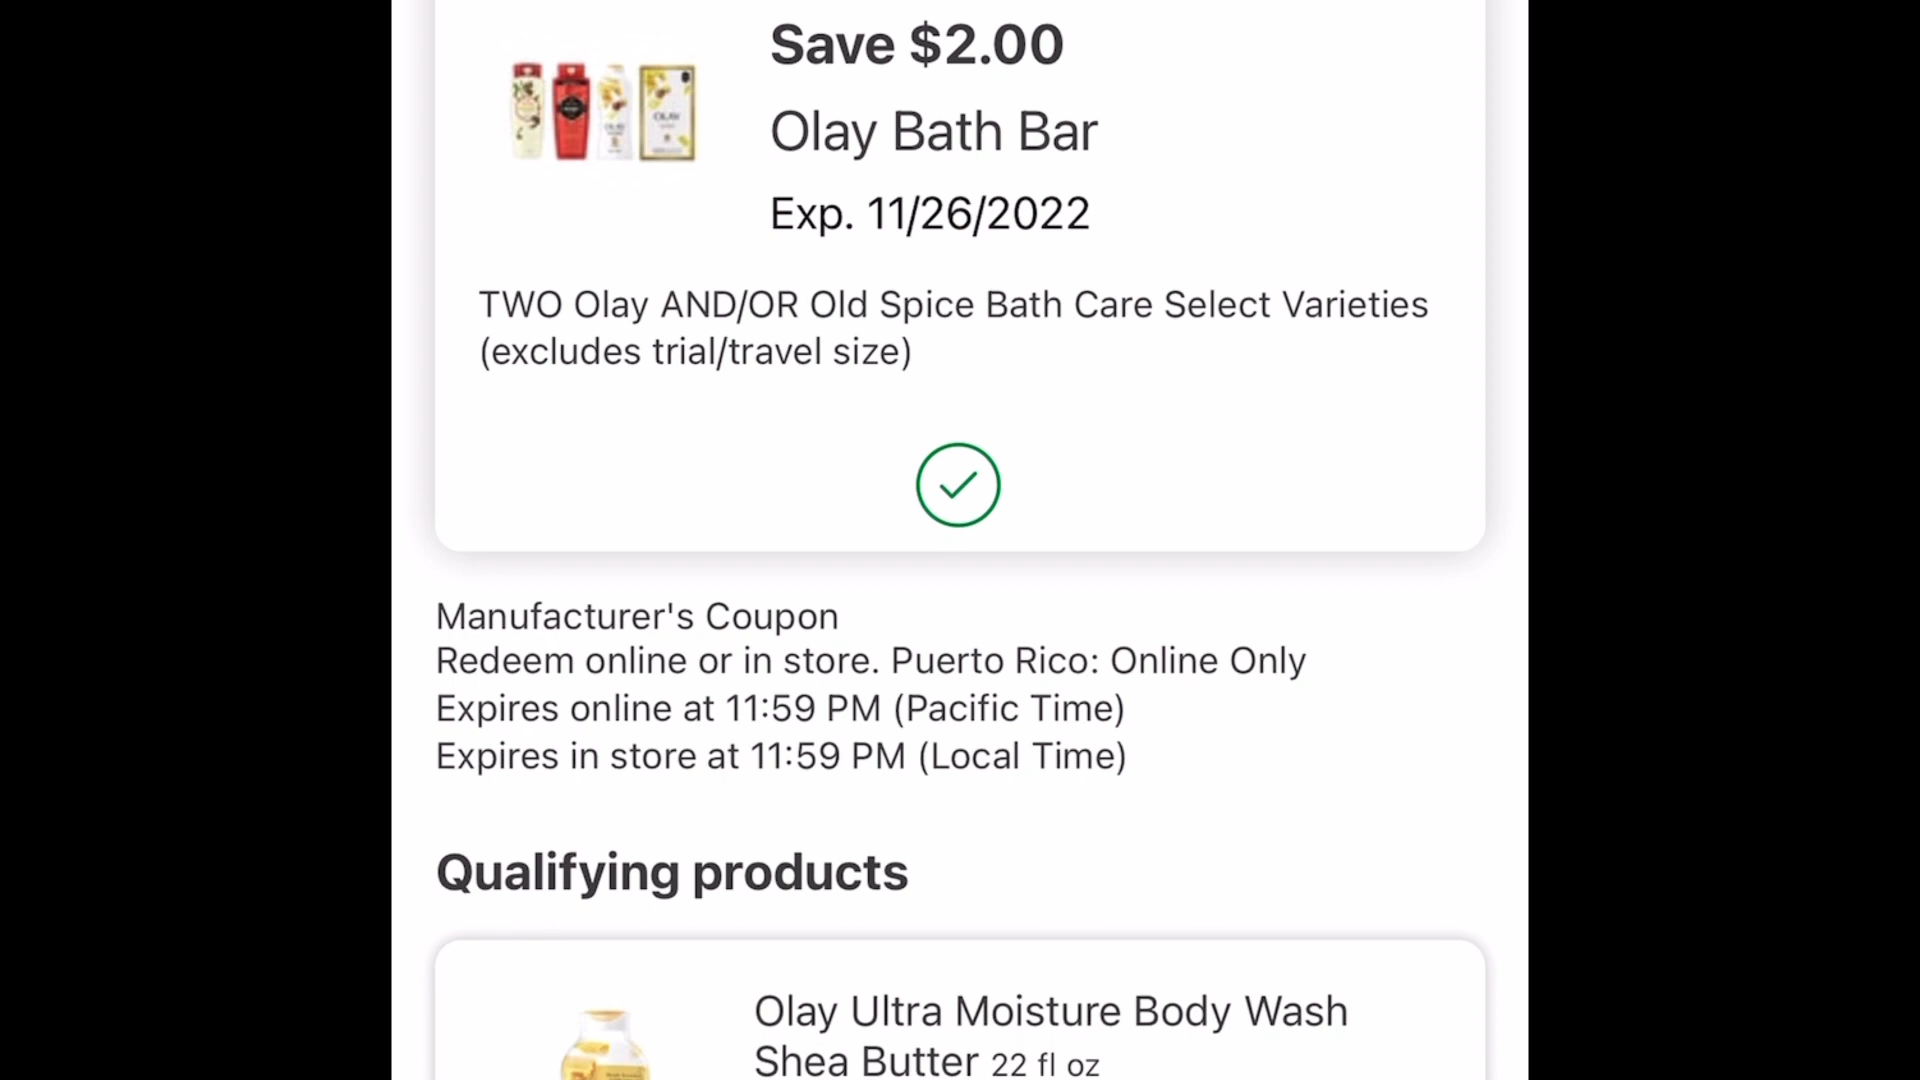 Save $2.00
Olay Bath Bar
Exp. 11/26/2022
OLAY
TWO Olay AND/OR Old Spice Bath Care Select Varieties
(excludes trial/travel size)
Manufacturer's Coupon
Redeem online or in store. Puerto Rico: Online Only
Expires online at 11:59 PM (Pacific Time)
Expires in store at 11:59 PM (Local Time)
Qualifying products
Olay Ultra Moisture Body Wash
Shea Butter 22 fl oz